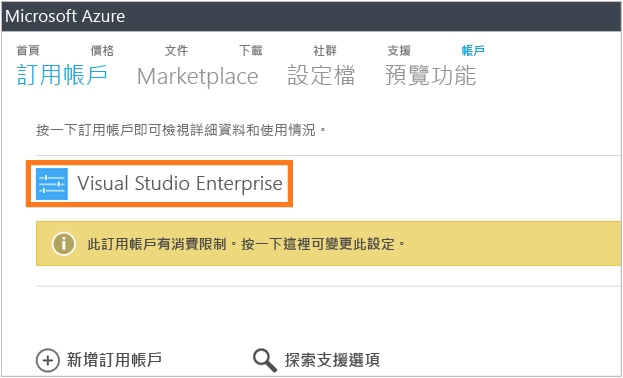 Microsoft Azure
首頁 價格 文件 下載 社群 支援 帳戶
訂用帳戶 Marketplace 設定檔 預覽功能
按一下訂用帳戶即可檢視詳細資料和使用情況。
Visual Studio Enterprise
此訂用帳戶有消費限制。按一下這裡可變更此設定。
新增訂用帳戶 探索支援選項